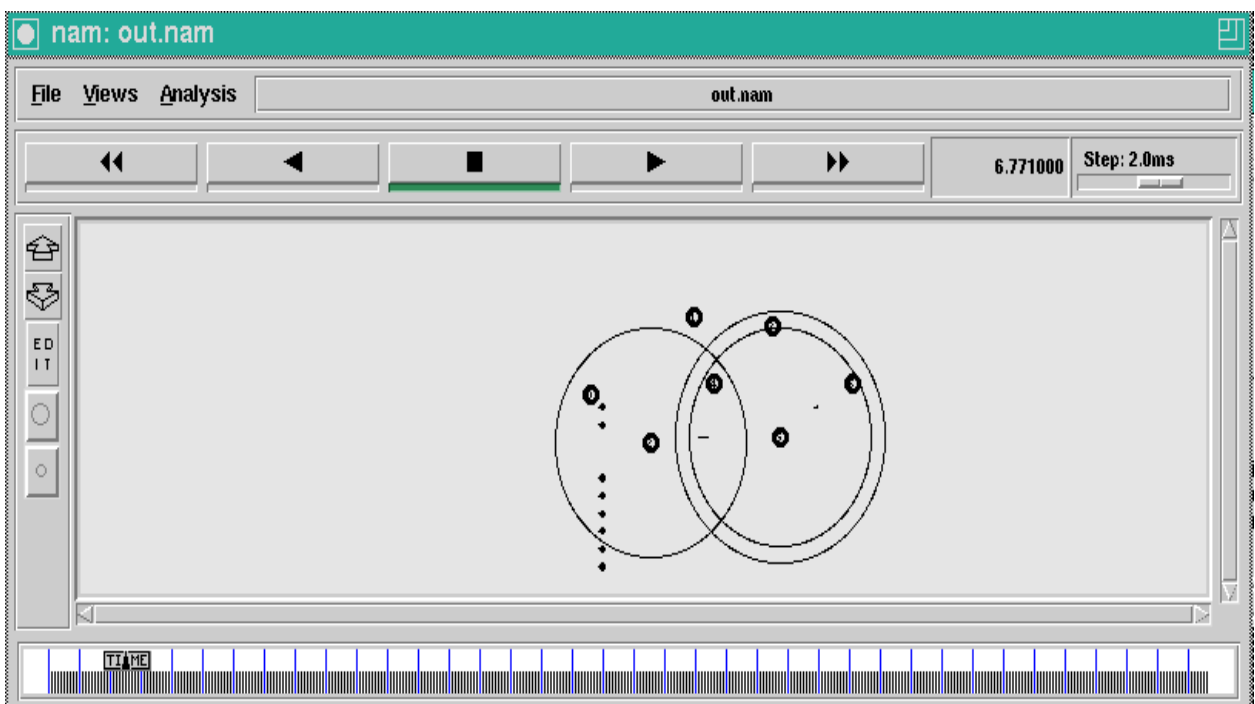 nam: out.nam
File Views Analysis out.nam
6.771000 Step: 2.0ms
ED
IT
TIME